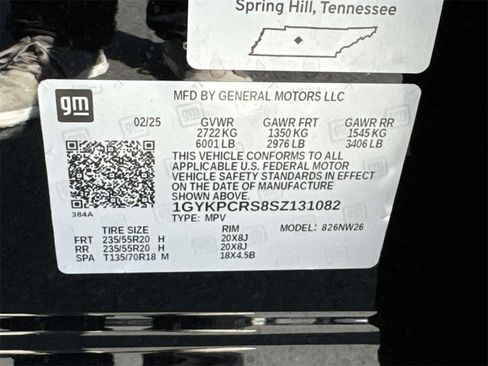 Spring Hill, Tennessee
gm
MFD BY GENERAL MOTORS LLC
02/25 GVWR GAWR FRT GAWR RR
2722 KG 1350 KG 1545 KG
6001 LB 2976 LB 3406 LB
THIS VEHICLE CONFORMS TO ALL
APPLICABLE U.S. FEDERAL MOTOR
VEHICLE SAFETY STANDARDS IN EFFECT
ON THE DATE OF MANUFACTURE
SHOWN ABOVE.
1GYKPCRS8SZ131082
384A
TYPE: MPV
TIRE SIZE RIM MODEL: 826NW26
FRT 235/55R20 H 20X8J
RR 235/55R20 H 20X8J
SPA T135/70R18 M 18X4.5B